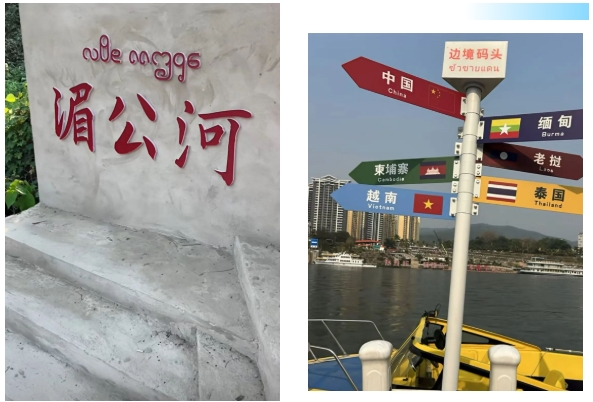 湄公河
边境码头
中国
China
缅甸
Burma
老挝
Laos
柬埔寨
Cambodia
泰国
Thailand
越南
Vietnam